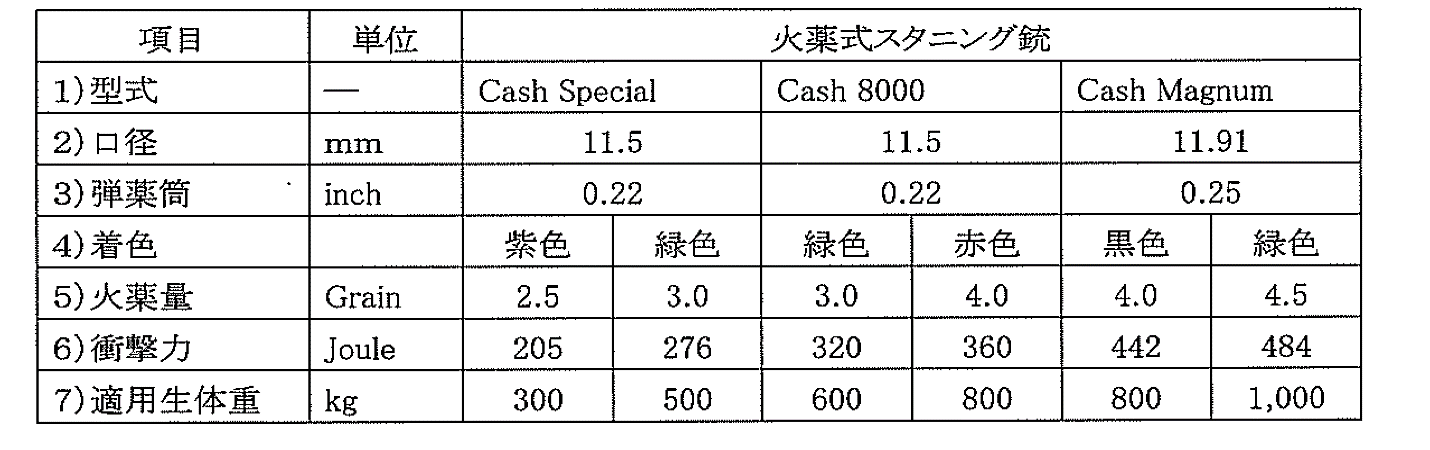 項目 単位 火薬式スタニング銃
1)型式 — Cash Special Cash 8000 Cash Magnum
2)口径 mm 11.5 11.5 11.91
3)弾薬筒 inch 0.22 0.22 0.25
4)着色 紫色 緑色 緑色 赤色 黒色 緑色
5)火薬量 Grain 2.5 3.0 3.0 4.0 4.0 4.5
6)衝撃力 Joule 205 276 320 360 442 484
7)適用生体重 kg 300 500 600 800 800 1,000